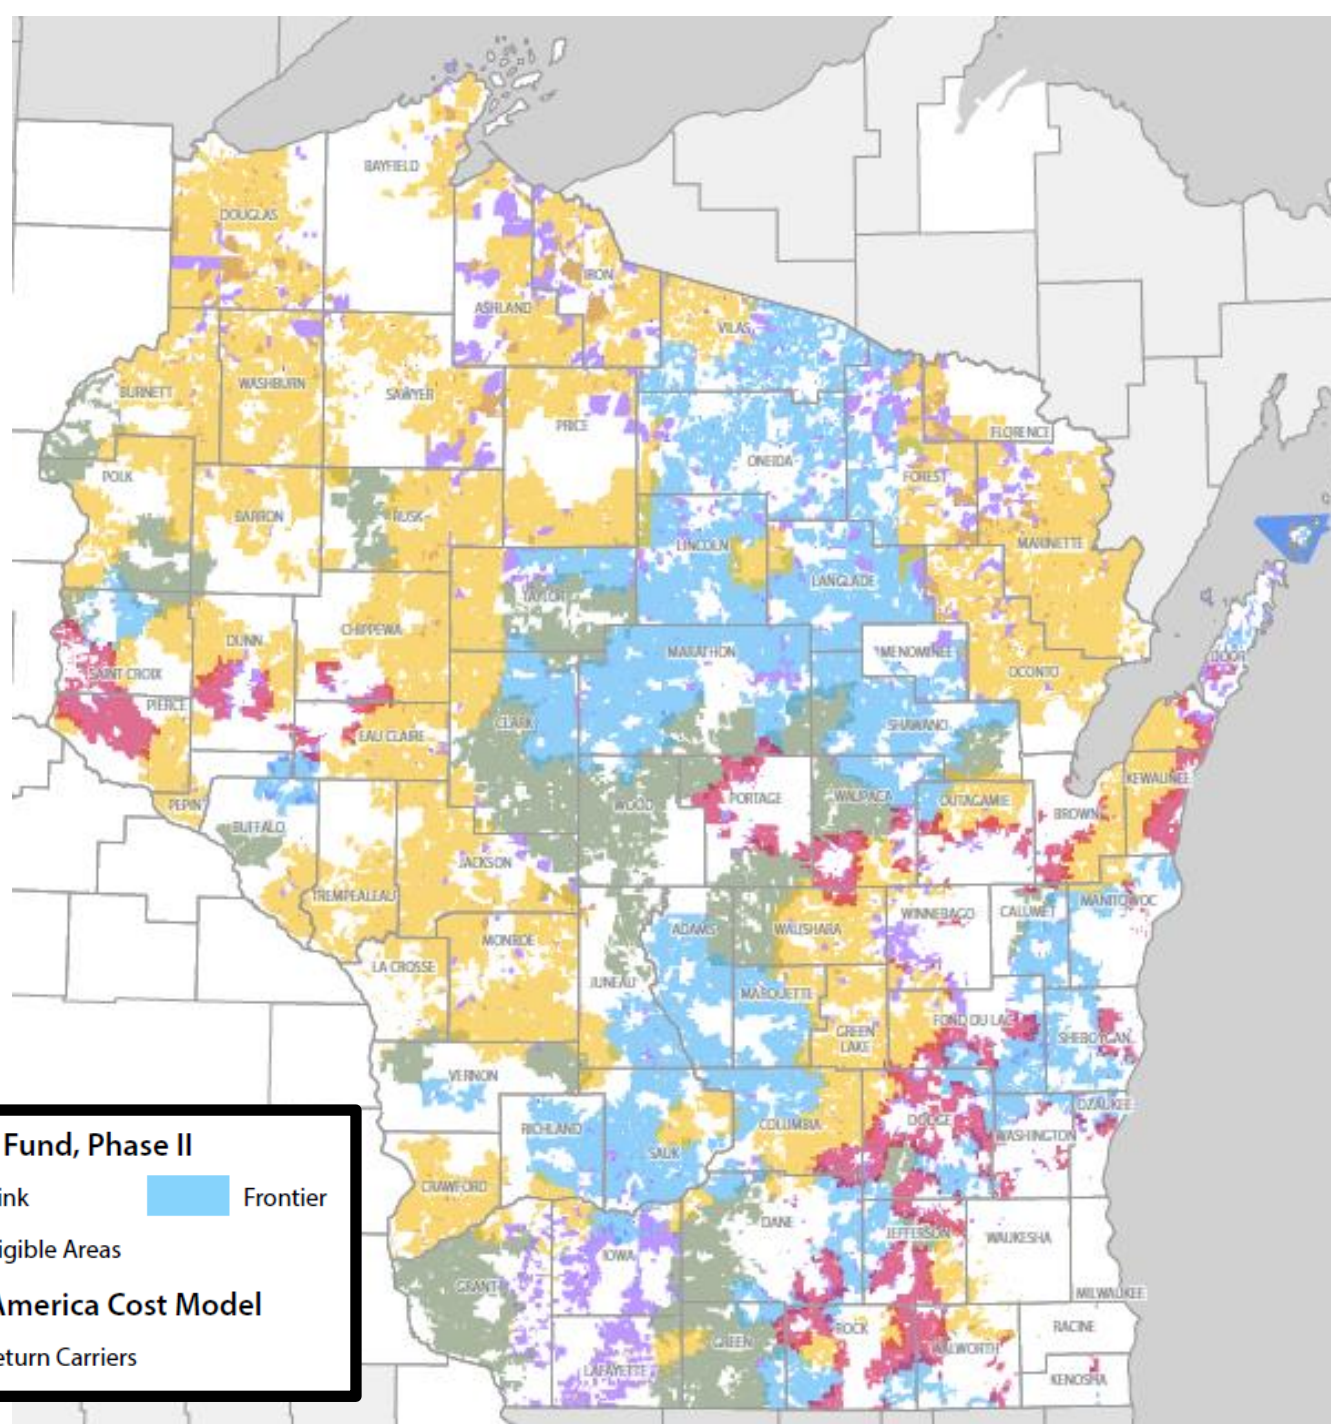 BAYFIELD
DOUGLAS
IRON
ASHLAND
VILAS
BURNETT
WASHBURN
SAWYER
PRICE
FLORENCE
ONEIDA
FOREST
POLK
BARRON
RUSK
LINCOLN
MARINETTE
LANGLADE
TAYLOR
CHIPPEWA
DUNN
MARATHON
MENOMINEE
DOOR
SAINT CROIX
OCONTO
PIERCE
CLARK
SHAWANO
EAU CLAIRE
KEWAUNEE
PEPIN
WOOD
PORTAGE
WAUPACA
OUTAGAMIE
BROWN
BUFFALO
JACKSON
TREMPEALEAU
WINNEBAGO
CALUMET
MANITOWOC
ADAMS
WAUSHARA
MONROE
LA CROSSE
JUNEAU
MARQUETTE
GREEN
LAKE
FOND DU LAC
SHEBOYGAN
VERNON
OZAUKEE
RICHLAND
COLUMBIA
DODGE
WASHINGTON
SAUK
CRAWFORD
DANE
JEFFERSON
WAUKESHA
IOWA
GRANT
MILWAUKEE
ROCK
RACINE
GREEN
WALWORTH
LAFAYETTE
KENOSHA
Fund, Phase II
ink Frontier
igible Areas
America Cost Model
eturn Carriers